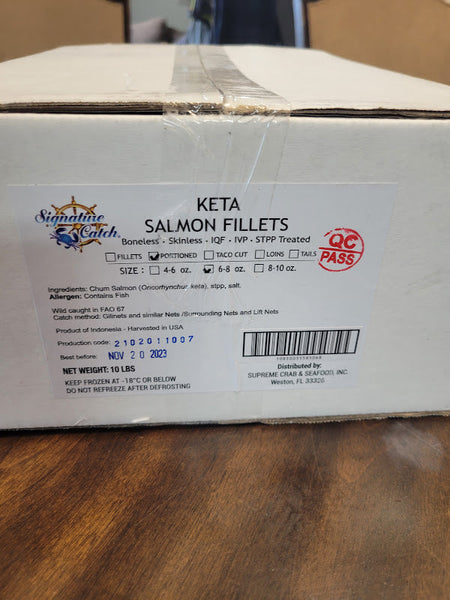 Signature
Catch.
KETA
SALMON FILLETS
Boneless • Skinless • IQF • IVP • STPP Treated
FILLETS PORTIONED TACO CUT LOINS TAILS
SIZE: 4-6 oz. 6-8 oz. 8-10 oz.
QC
PASS
Ingredients: Chum Salmon (Oncorhynchur keta), stpp, salt.
Allergen: Contains Fish
Wild caught in FAO 67
Catch method: Gillnets and similar Nets /Surrounding Nets and Lift Nets
Product of Indonesia - Harvested in USA
Production code: 2102011007
Best before: NOV 20 2023
NET WEIGHT: 10 LBS
KEEP FROZEN AT -18°C OR BELOW
DO NOT REFREEZE AFTER DEFROSTING
Distributed by:
SUPREME CRAB & SEAFOOD, INC.
Weston, FL 33326